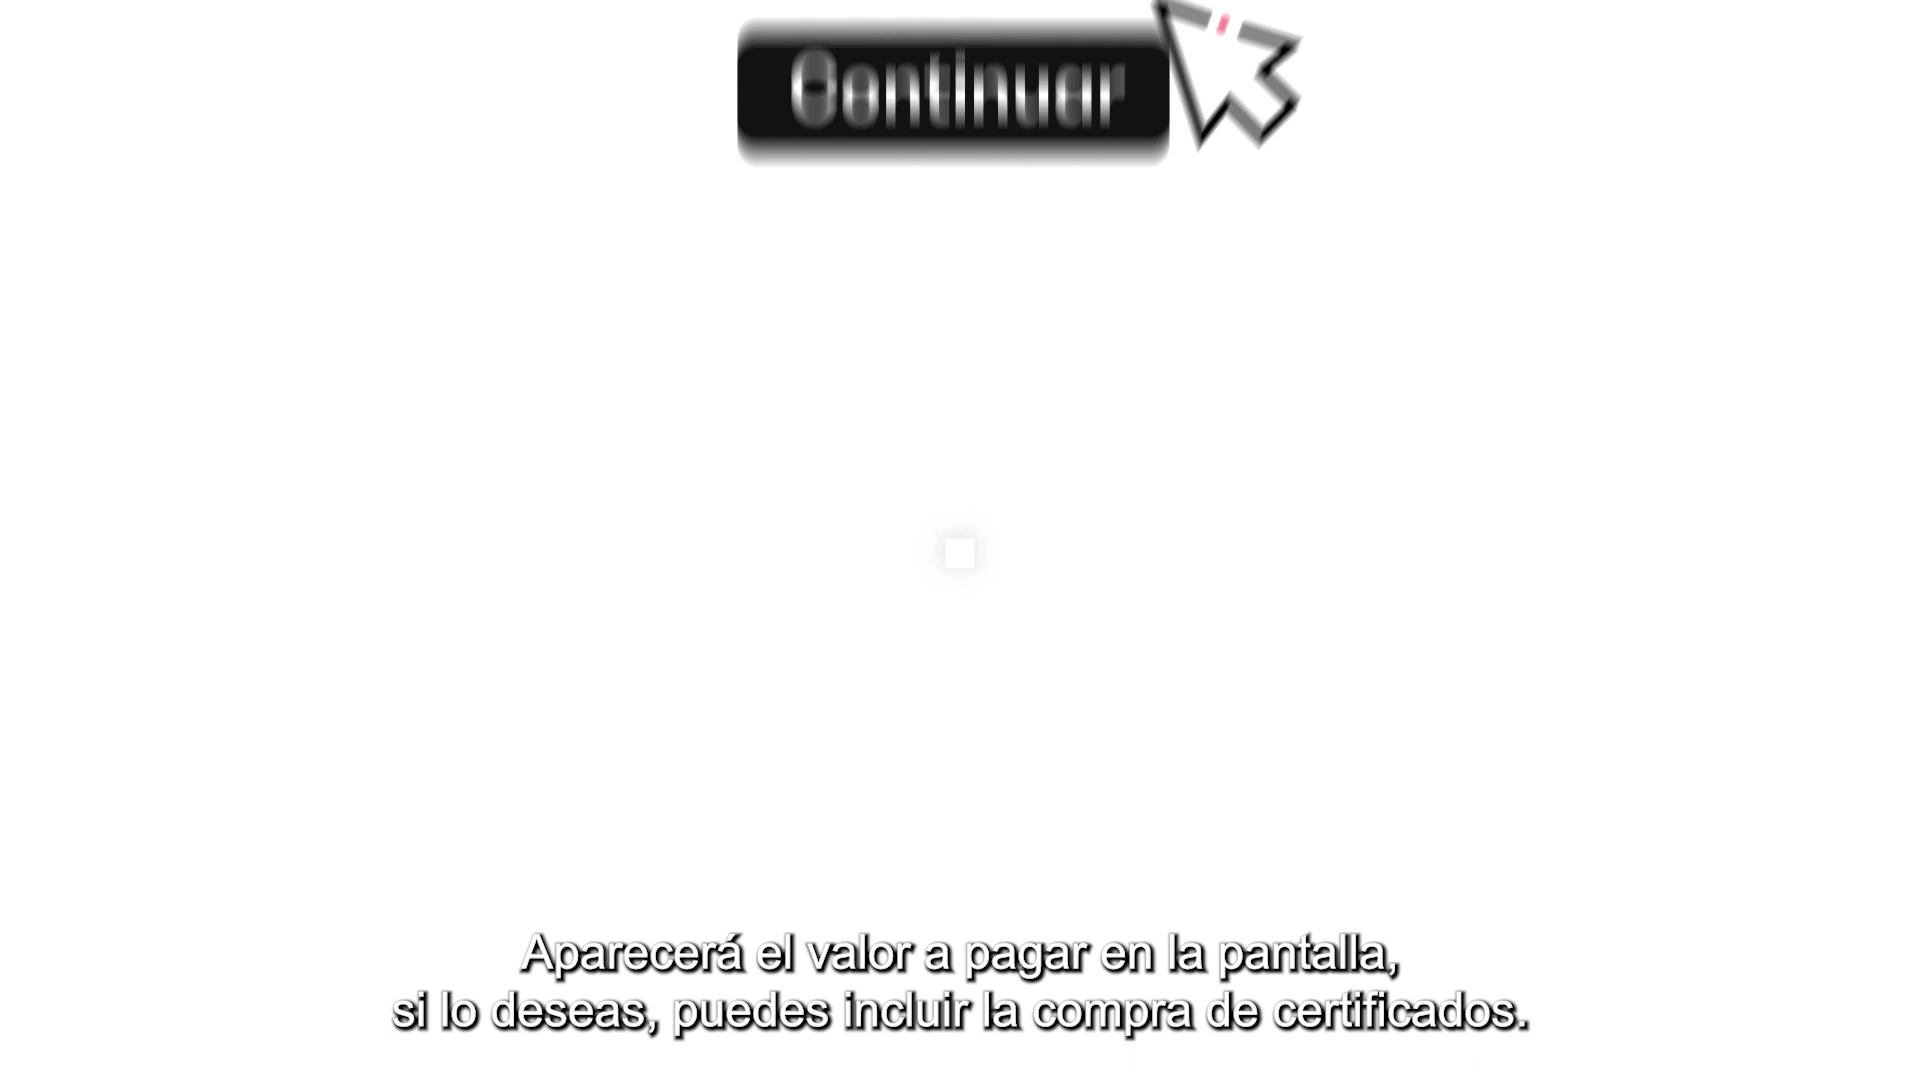 Continuar
Aparecerá el valor a pagar en la pantalla,
si lo deseas, puedes incluir la compra de certificados.